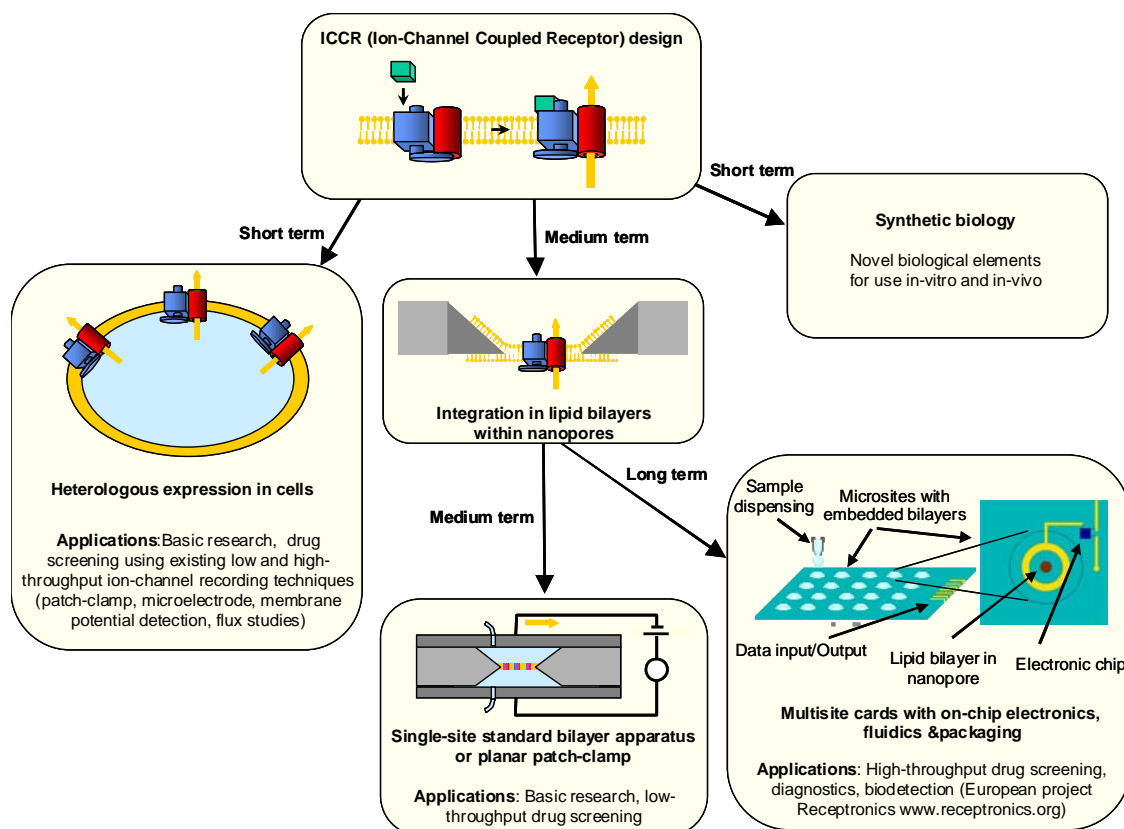 ICCR (Ion-Channel Coupled Receptor) design
Short term
Short term
Medium term
Synthetic biology
Novel biological elements
for use in-vitro and in-vivo
Integration in lipid bilayers
within nanopores
Heterologous expression in cells
Applications:Basic research, drug
screening using existing low and high-
throughput ion-channel recording techniques
(patch-clamp, microelectrode, membrane
potential detection, flux studies)
Medium term
Long term
Single-site standard bilayer apparatus
or planar patch-clamp
Applications: Basic research, low-
throughput drug screening
Sample
dispensing
Microsites with
embedded bilayers
Data input/Output
Lipid bilayer in
nanopore
Electronic chip
Multisite cards with on-chip electronics,
fluidics &packaging
Applications: High-throughput drug screening,
diagnostics, biodetection (European project
Receptronics www.receptronics.org)